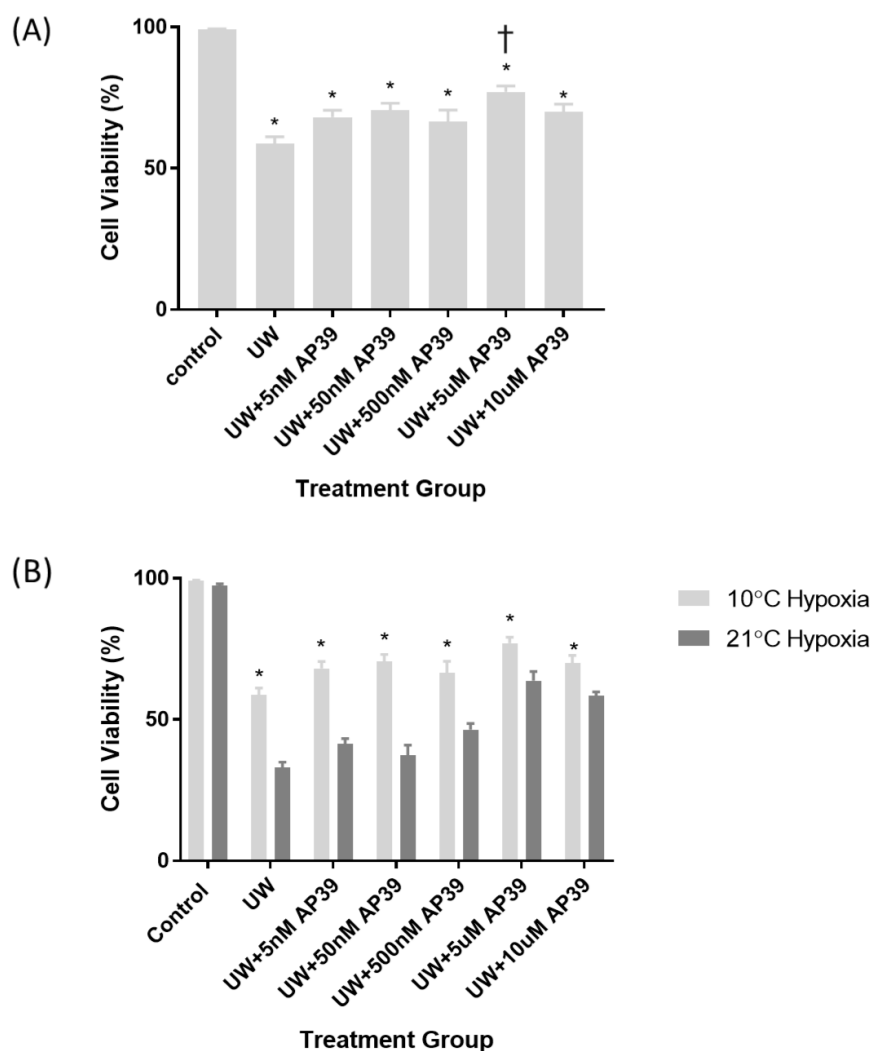 (A)
100
†
* * * * * *
50
0
Cell Viability (%)
control
UW
UW+5nM AP39
UW+50nM AP39
UW+500nM AP39
UW+5uM AP39
UW+10uM AP39
Treatment Group
(B)
100
* * * * * *
50
0
Cell Viability (%)
10°C Hypoxia
21°C Hypoxia
Control
UW
UW+5nM AP39
UW+50nM AP39
UW+500nM AP39
UW+5uM AP39
UW+10uM AP39
Treatment Group